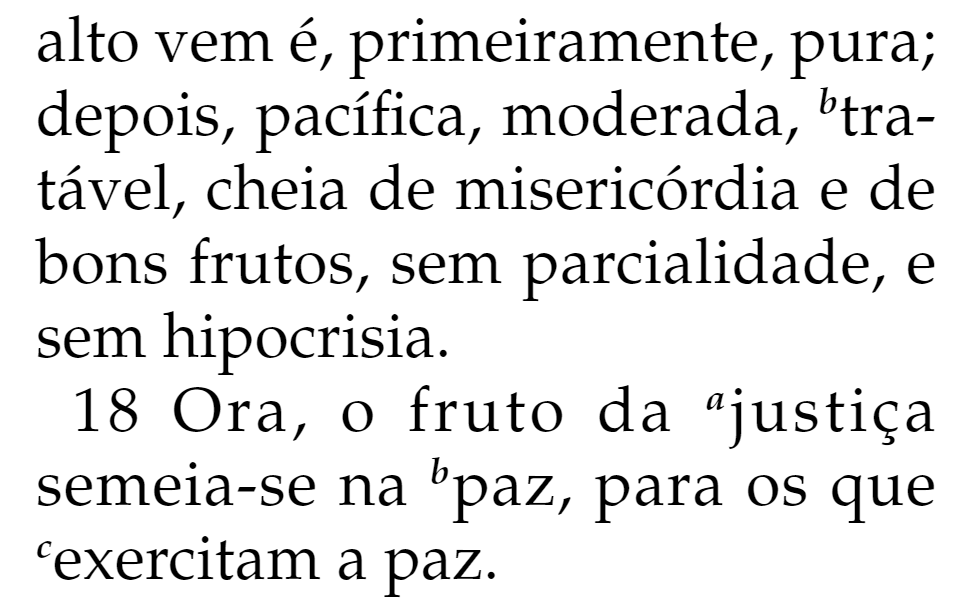 alto vem é, primeiramente, pura;
depois, pacífica, moderada, ᵇtra-
tável, cheia de misericórdia e de
bons frutos, sem parcialidade, e
sem hipocrisia.
18 Ora, o fruto da ᵃjustiça
semeia-se na ᵇpaz, para os que
ᶜexercitam a paz.